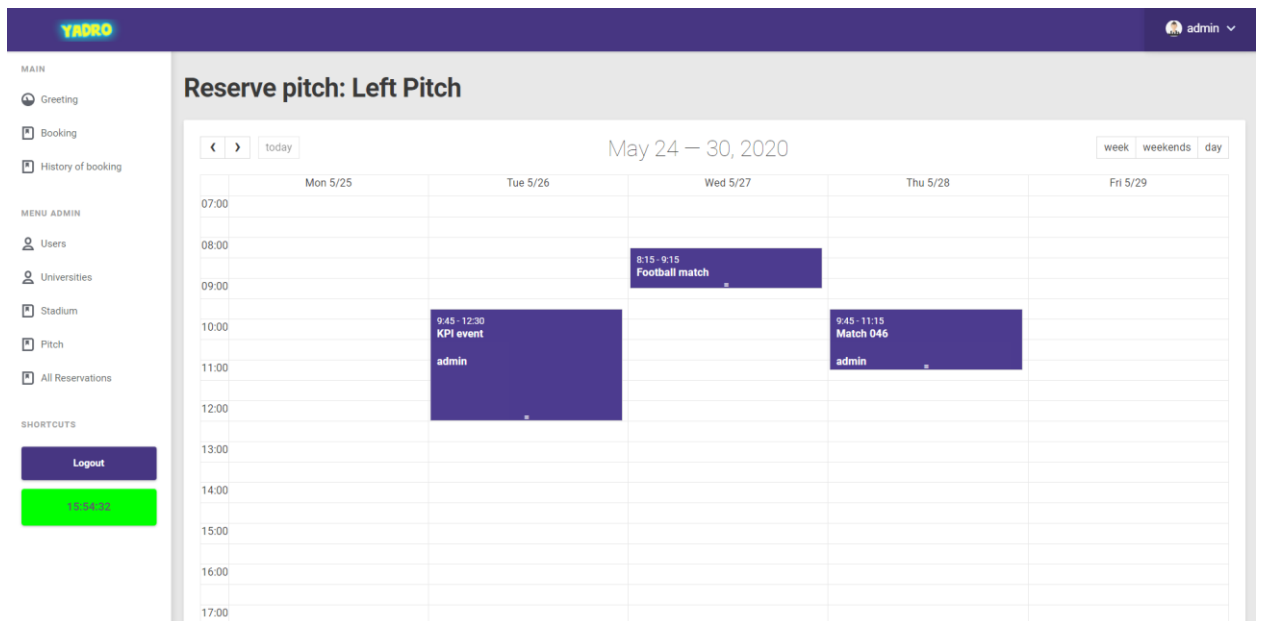 YADRO
admin
MAIN
Greeting
Booking
History of booking
MENU ADMIN
Users
Universities
Stadium
Pitch
All Reservations
SHORTCUTS
Logout
15:54:32
Reserve pitch: Left Pitch
today
May 24 — 30, 2020
week weekends day
Mon 5/25 Tue 5/26 Wed 5/27 Thu 5/28 Fri 5/29
07:00
08:00
8:15 - 9:15
Football match
09:00
9:45 - 12:30 9:45 - 11:15
10:00
KPI event Match 046
admin admin
11:00
12:00
13:00
14:00
15:00
16:00
17:00